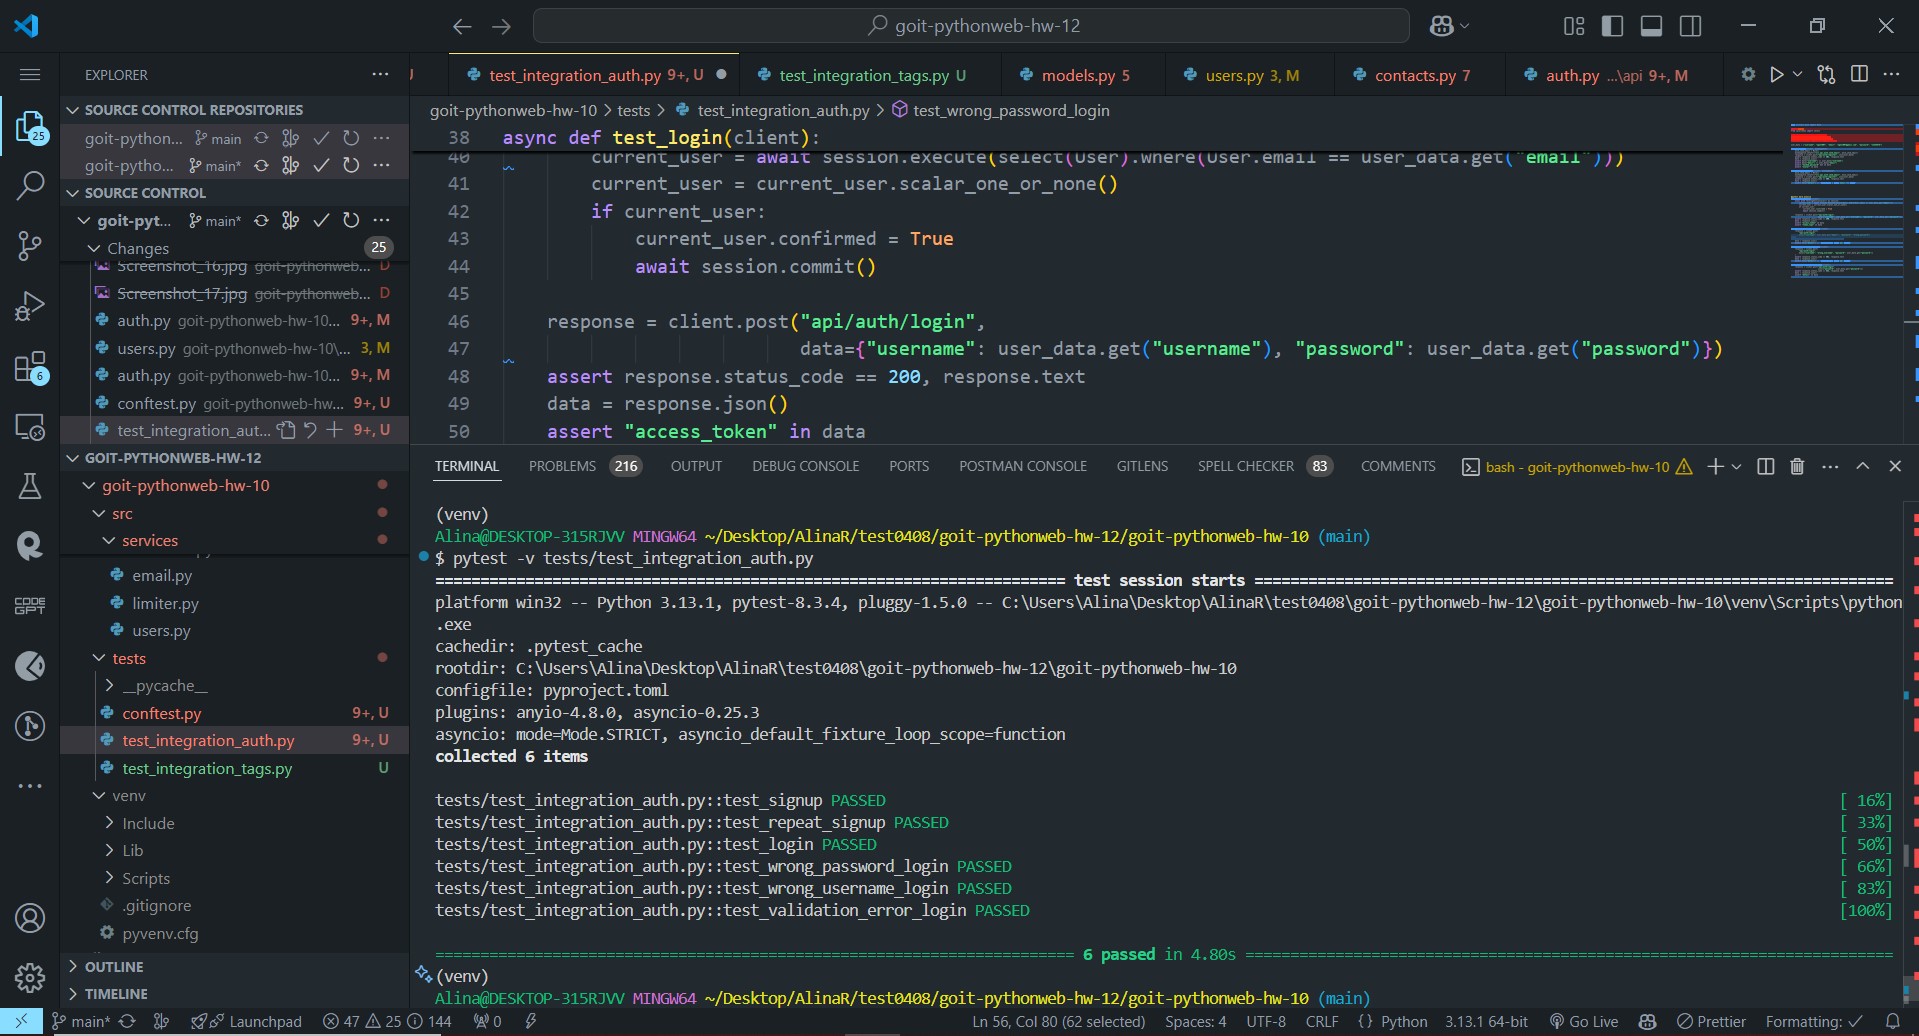 goit-pythonweb-hw-12
EXPLORER
SOURCE CONTROL REPOSITORIES
goit-python... main
goit-pytho... main*
SOURCE CONTROL
goit-pyt... main*
Changes 25
Screenshot_16.jpg goit-pythonweb... D
Screenshot_17.jpg goit-pythonweb... D
auth.py goit-pythonweb-hw-10... 9+, M
users.py goit-pythonweb-hw-10\... 3, M
auth.py goit-pythonweb-hw-10... 9+, M
conftest.py goit-pythonweb-hw... 9+, U
test_integration_aut... 9+, U
GOIT-PYTHONWEB-HW-12
goit-pythonweb-hw-10
src
services
email.py
limiter.py
users.py
tests
__pycache__
conftest.py 9+, U
test_integration_auth.py 9+, U
test_integration_tags.py U
venv
Include
Lib
Scripts
.gitignore
pyvenv.cfg
OUTLINE
TIMELINE
25
6
CODE
GPT
U test_integration_auth.py 9+, U test_integration_tags.py U models.py 5 users.py 3, M contacts.py 7 auth.py ...\api 9+, M
goit-pythonweb-hw-10 > tests > test_integration_auth.py > test_wrong_password_login
38 async def test_login(client):
40 current_user = await session.execute(select(User).where(User.email == user_data.get("email")))
41 current_user = current_user.scalar_one_or_none()
42 if current_user:
43 current_user.confirmed = True
44 await session.commit()
45
46 response = client.post("api/auth/login",
47 data={"username": user_data.get("username"), "password": user_data.get("password")})
48 assert response.status_code == 200, response.text
49 data = response.json()
50 assert "access_token" in data
TERMINAL PROBLEMS 216 OUTPUT DEBUG CONSOLE PORTS POSTMAN CONSOLE GITLENS SPELL CHECKER 83 COMMENTS bash - goit-pythonweb-hw-10
(venv)
Alina@DESKTOP-315RJVV MINGW64 ~/Desktop/AlinaR/test0408/goit-pythonweb-hw-12/goit-pythonweb-hw-10 (main)
$ pytest -v tests/test_integration_auth.py
===== test session starts =====
platform win32 -- Python 3.13.1, pytest-8.3.4, pluggy-1.5.0 -- C:\Users\Alina\Desktop\AlinaR\test0408\goit-pythonweb-hw-12\goit-pythonweb-hw-10\venv\Scripts\python
.exe
cachedir: .pytest_cache
rootdir: C:\Users\Alina\Desktop\AlinaR\test0408\goit-pythonweb-hw-12\goit-pythonweb-hw-10
configfile: pyproject.toml
plugins: anyio-4.8.0, asyncio-0.25.3
asyncio: mode=Mode.STRICT, asyncio_default_fixture_loop_scope=function
collected 6 items
tests/test_integration_auth.py::test_signup PASSED [ 16%]
tests/test_integration_auth.py::test_repeat_signup PASSED [ 33%]
tests/test_integration_auth.py::test_login PASSED [ 50%]
tests/test_integration_auth.py::test_wrong_password_login PASSED [ 66%]
tests/test_integration_auth.py::test_wrong_username_login PASSED [ 83%]
tests/test_integration_auth.py::test_validation_error_login PASSED [100%]
===== 6 passed in 4.80s =====
(venv)
Alina@DESKTOP-315RJVV MINGW64 ~/Desktop/AlinaR/test0408/goit-pythonweb-hw-12/goit-pythonweb-hw-10 (main)
main* Launchpad 47 25 144 0 Ln 56, Col 80 (62 selected) Spaces: 4 UTF-8 CRLF {} Python 3.13.1 64-bit Go Live Prettier Formatting: ✓